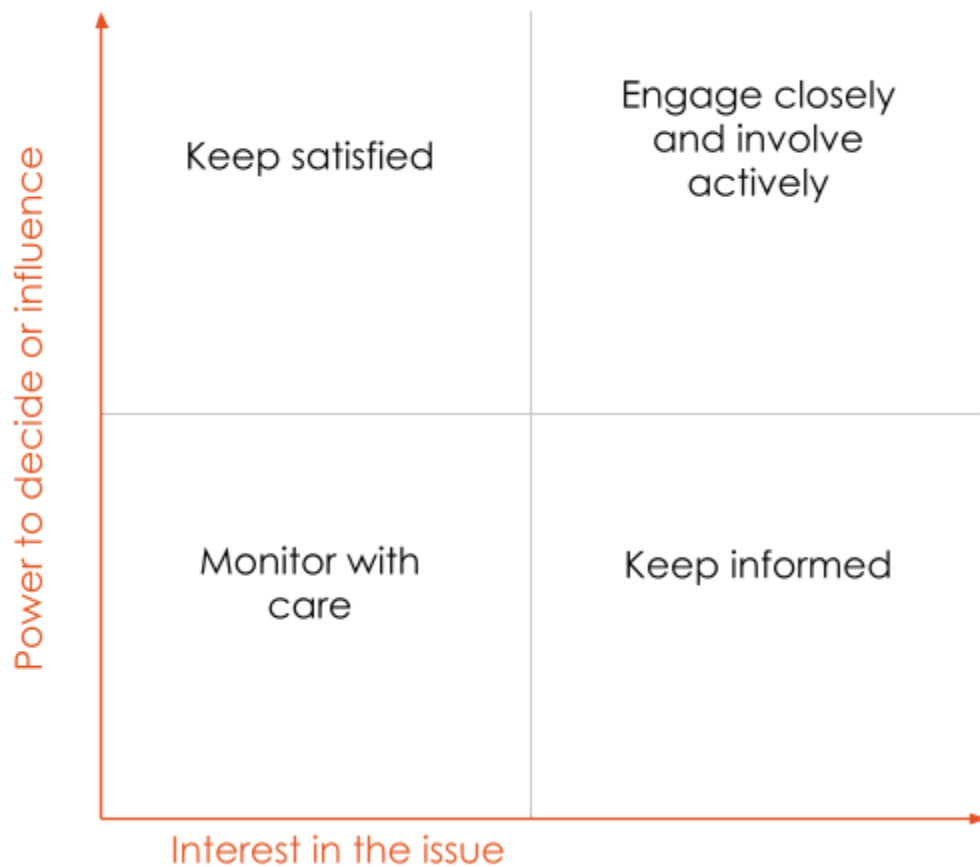 Power to decide or influence
Keep satisfied
Engage closely
and involve
actively
Monitor with
care
Keep informed
Interest in the issue